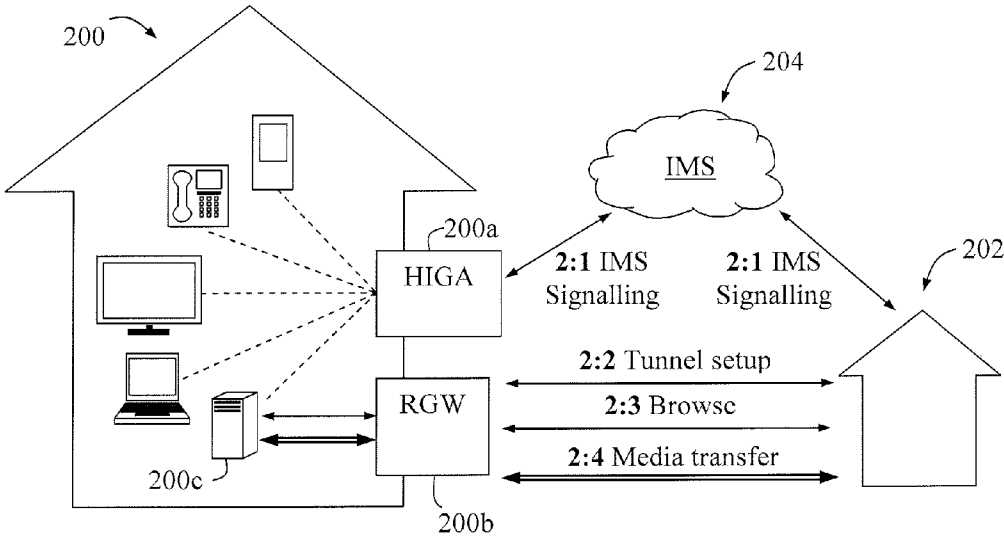 200
204
IMS
200a
HIGA
2:1 IMS
Signalling
2:1 IMS
Signalling
202
RGW
2:2 Tunnel setup
2:3 Browse
2:4 Media transfer
200c
200b